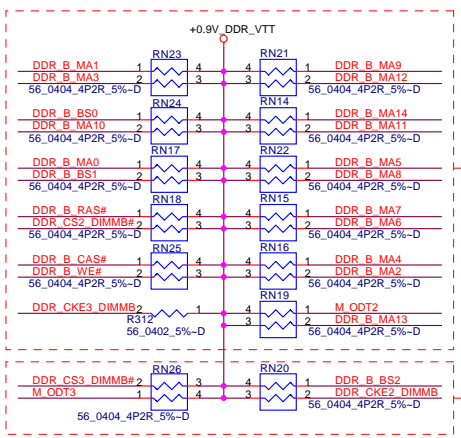 +0.9V_DDR_VTT
RN23 RN21
DDR_B_MA1 1 4 4 1 DDR_B_MA9
DDR_B_MA3 2 3 3 2 DDR_B_MA12
56_0404_4P2R_5%~D 56_0404_4P2R_5%~D
RN24 RN14
DDR_B_BS0 1 4 4 1 DDR_B_MA14
DDR_B_MA10 2 3 3 2 DDR_B_MA11
56_0404_4P2R_5%~D 56_0404_4P2R_5%~D
RN17 RN22
DDR_B_MA0 1 4 4 1 DDR_B_MA5
DDR_B_BS1 2 3 3 2 DDR_B_MA8
56_0404_4P2R_5%~D 56_0404_4P2R_5%~D
RN18 RN15
DDR_B_RAS# 1 4 4 1 DDR_B_MA7
DDR_CS2_DIMMB# 2 3 3 2 DDR_B_MA6
56_0404_4P2R_5%~D 56_0404_4P2R_5%~D
RN25 RN16
DDR_B_CAS# 1 4 4 1 DDR_B_MA4
DDR_B_WE# 2 3 3 2 DDR_B_MA2
56_0404_4P2R_5%~D 56_0404_4P2R_5%~D
RN19
DDR_CKE3_DIMMB 2 1 4 1 M_ODT2
R312 3 2 DDR_B_MA13
56_0402_5%~D 56_0404_4P2R_5%~D
RN26 RN20
DDR_CS3_DIMMB# 2 3 4 1 DDR_B_BS2
M_ODT3 1 4 3 2 DDR_CKE2_DIMMB
56_0404_4P2R_5%~D 56_0404_4P2R_5%~D